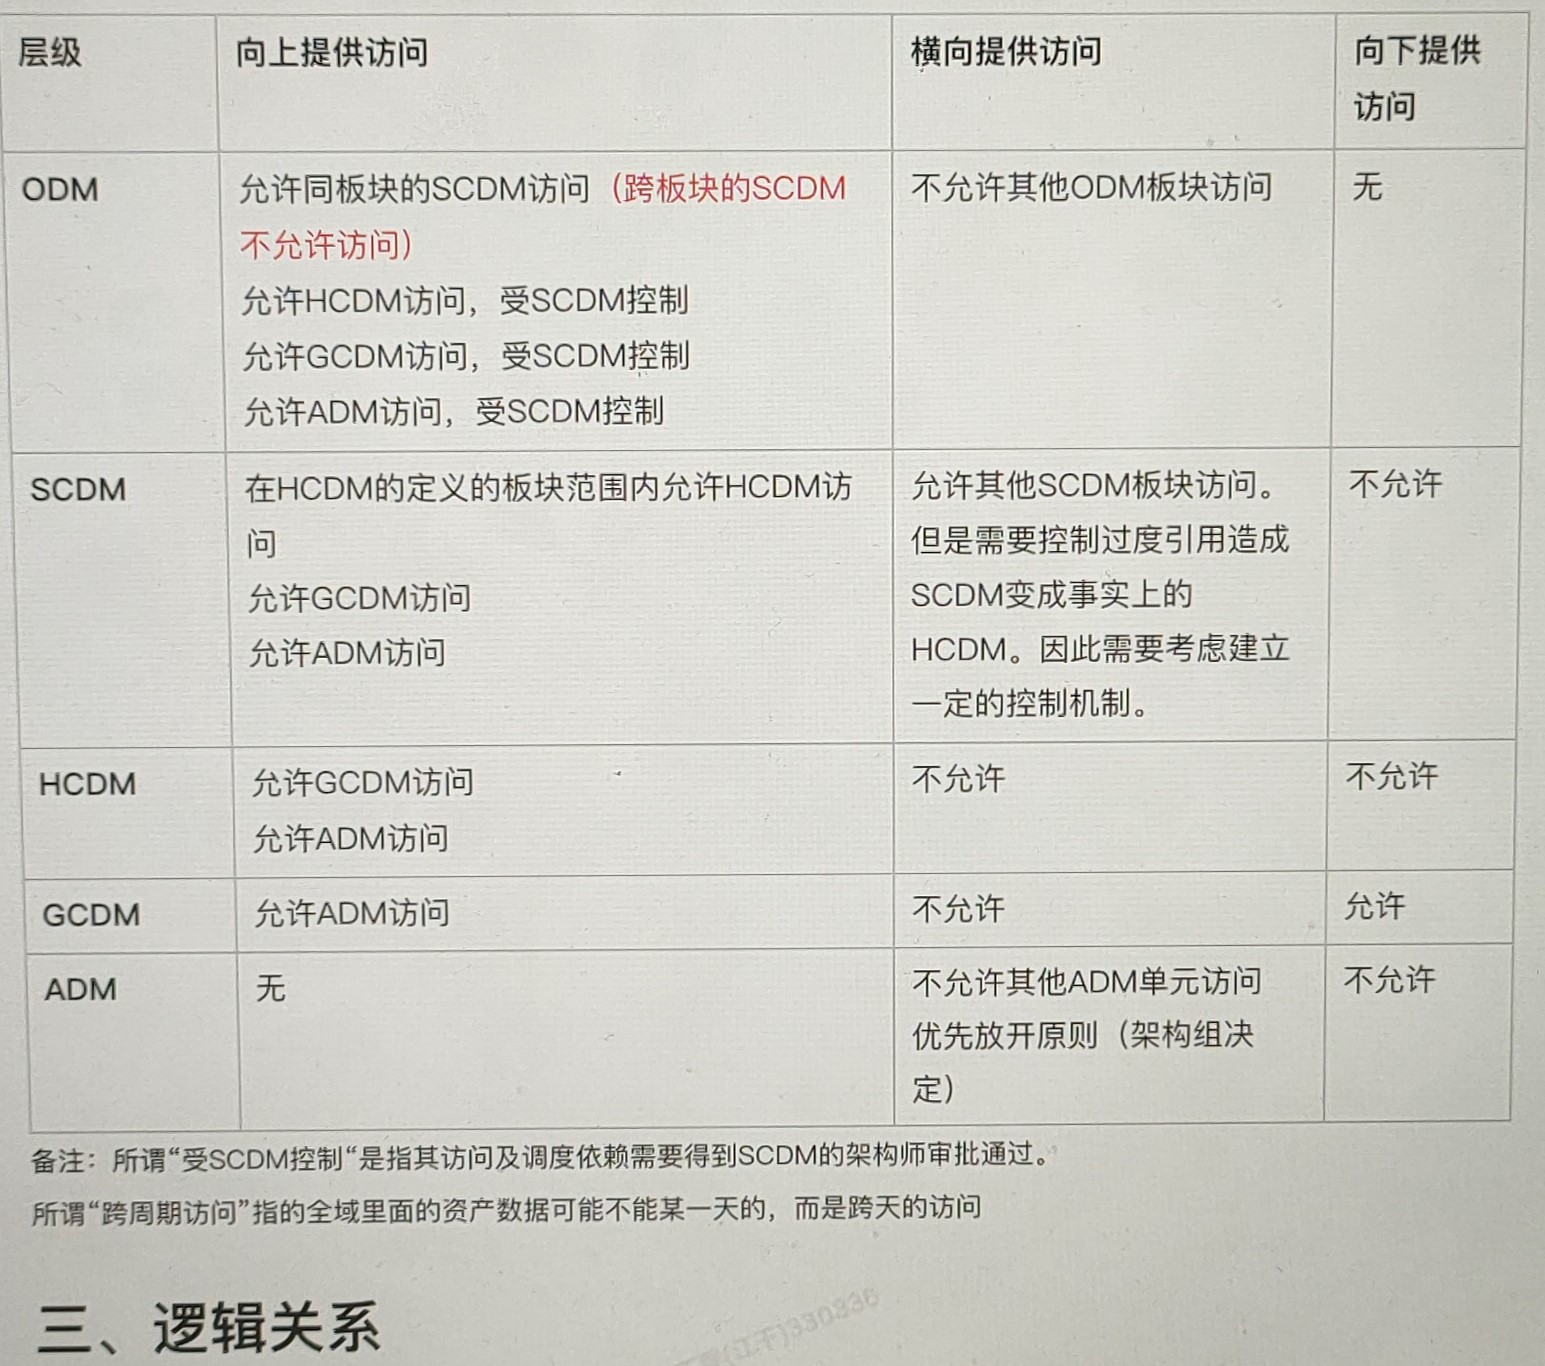 层级
向上提供访问
横向提供访问
向下提供
访问
ODM
允许同板块的SCDM访问（跨板块的SCDM
不允许访问）
允许HCDM访问，受SCDM控制
允许GCDM访问，受SCDM控制
允许ADM访问，受SCDM控制
不允许其他ODM板块访问
无
SCDM
在HCDM的定义的板块范围内允许HCDM访
问
允许GCDM访问
允许ADM访问
允许其他SCDM板块访问。
但是需要控制过度引用造成
SCDM变成事实上的
HCDM。因此需要考虑建立
一定的控制机制。
不允许
HCDM
允许GCDM访问
允许ADM访问
不允许
不允许
GCDM
允许ADM访问
不允许
允许
ADM
无
不允许其他ADM单元访问
优先放开原则（架构组决
定）
不允许
备注：所谓“受SCDM控制“是指其访问及调度依赖需要得到SCDM的架构师审批通过。
所谓“跨周期访问”指的全域里面的资产数据可能不能某一天的，而是跨天的访问
三、逻辑关系
330836